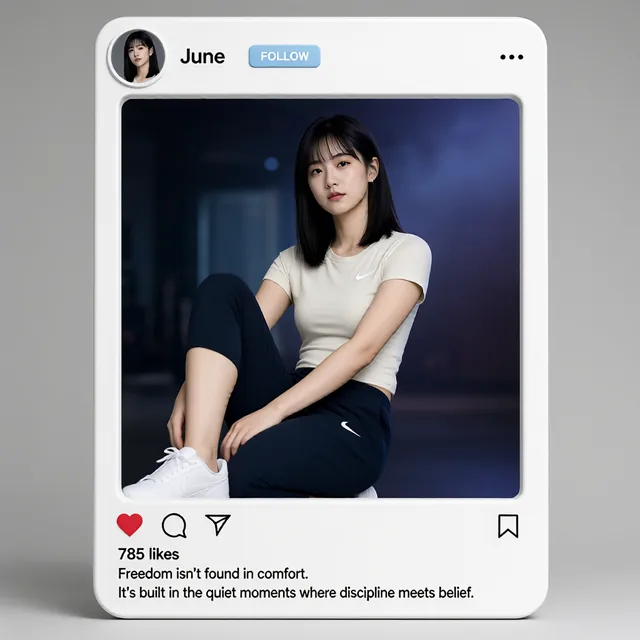 June
FOLLOW
785 likes
Freedom isn't found in comfort.
It's built in the quiet moments where discipline meets belief.